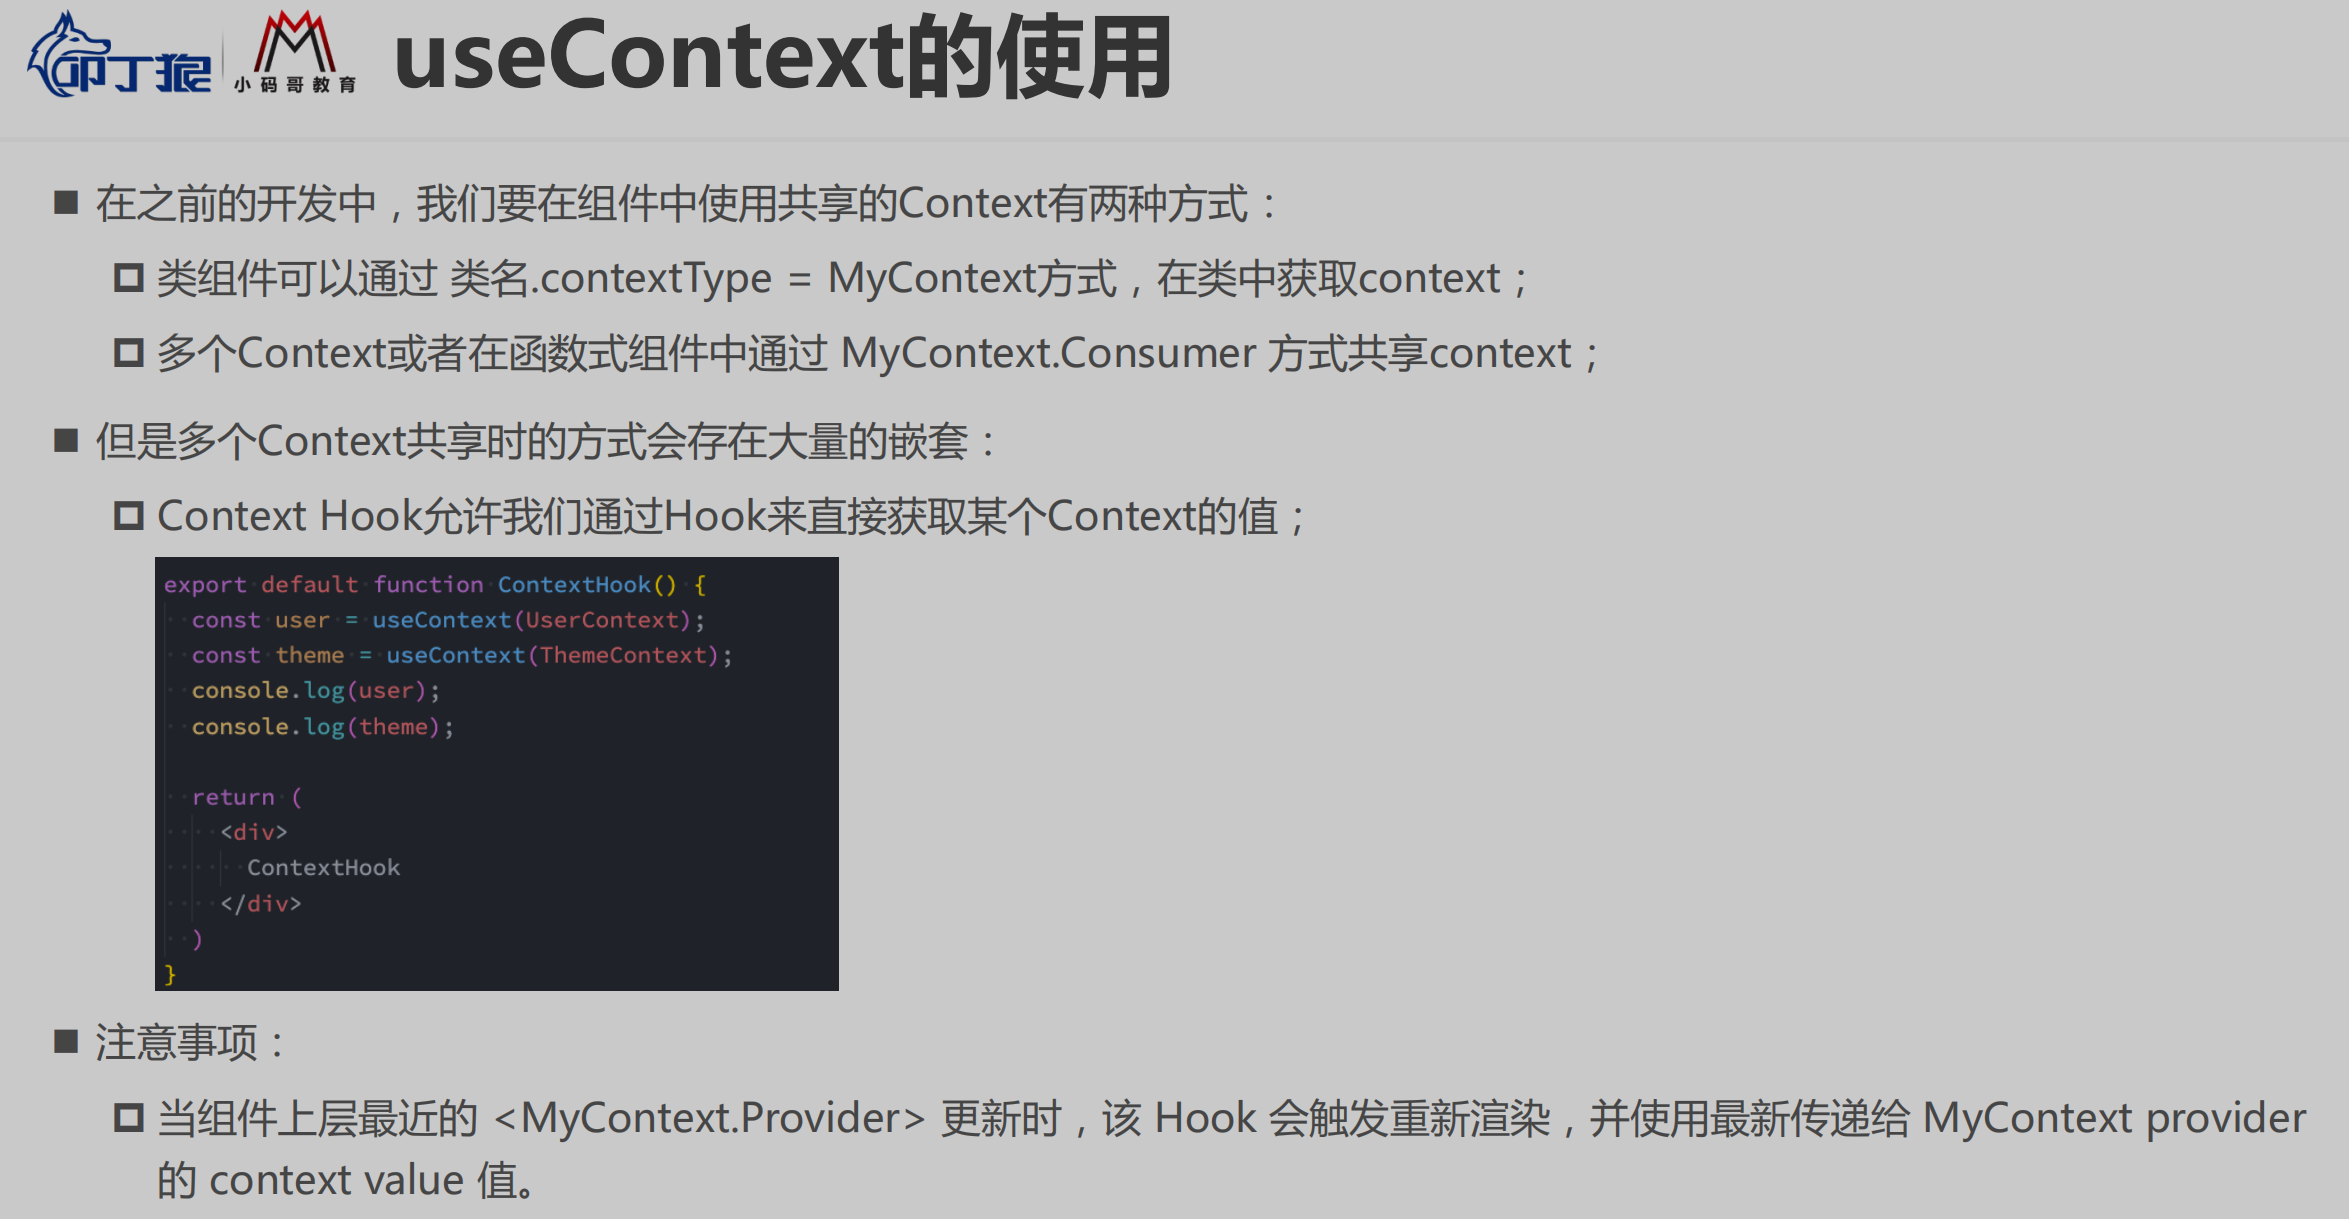 叩丁狼
小码哥教育
useContext的使用
在之前的开发中，我们要在组件中使用共享的Context有两种方式：
类组件可以通过 类名.contextType = MyContext方式，在类中获取context；
多个Context或者在函数式组件中通过 MyContext.Consumer 方式共享context；
但是多个Context共享时的方式会存在大量的嵌套：
Context Hook允许我们通过Hook来直接获取某个Context的值；
export default function ContextHook() {
const user = useContext(UserContext);
const theme = useContext(ThemeContext);
console.log(user);
console.log(theme);
return (
<div>
ContextHook
</div>
)
}
注意事项：
当组件上层最近的 <MyContext.Provider> 更新时，该 Hook 会触发重新渲染，并使用最新传递给 MyContext provider
的 context value 值。